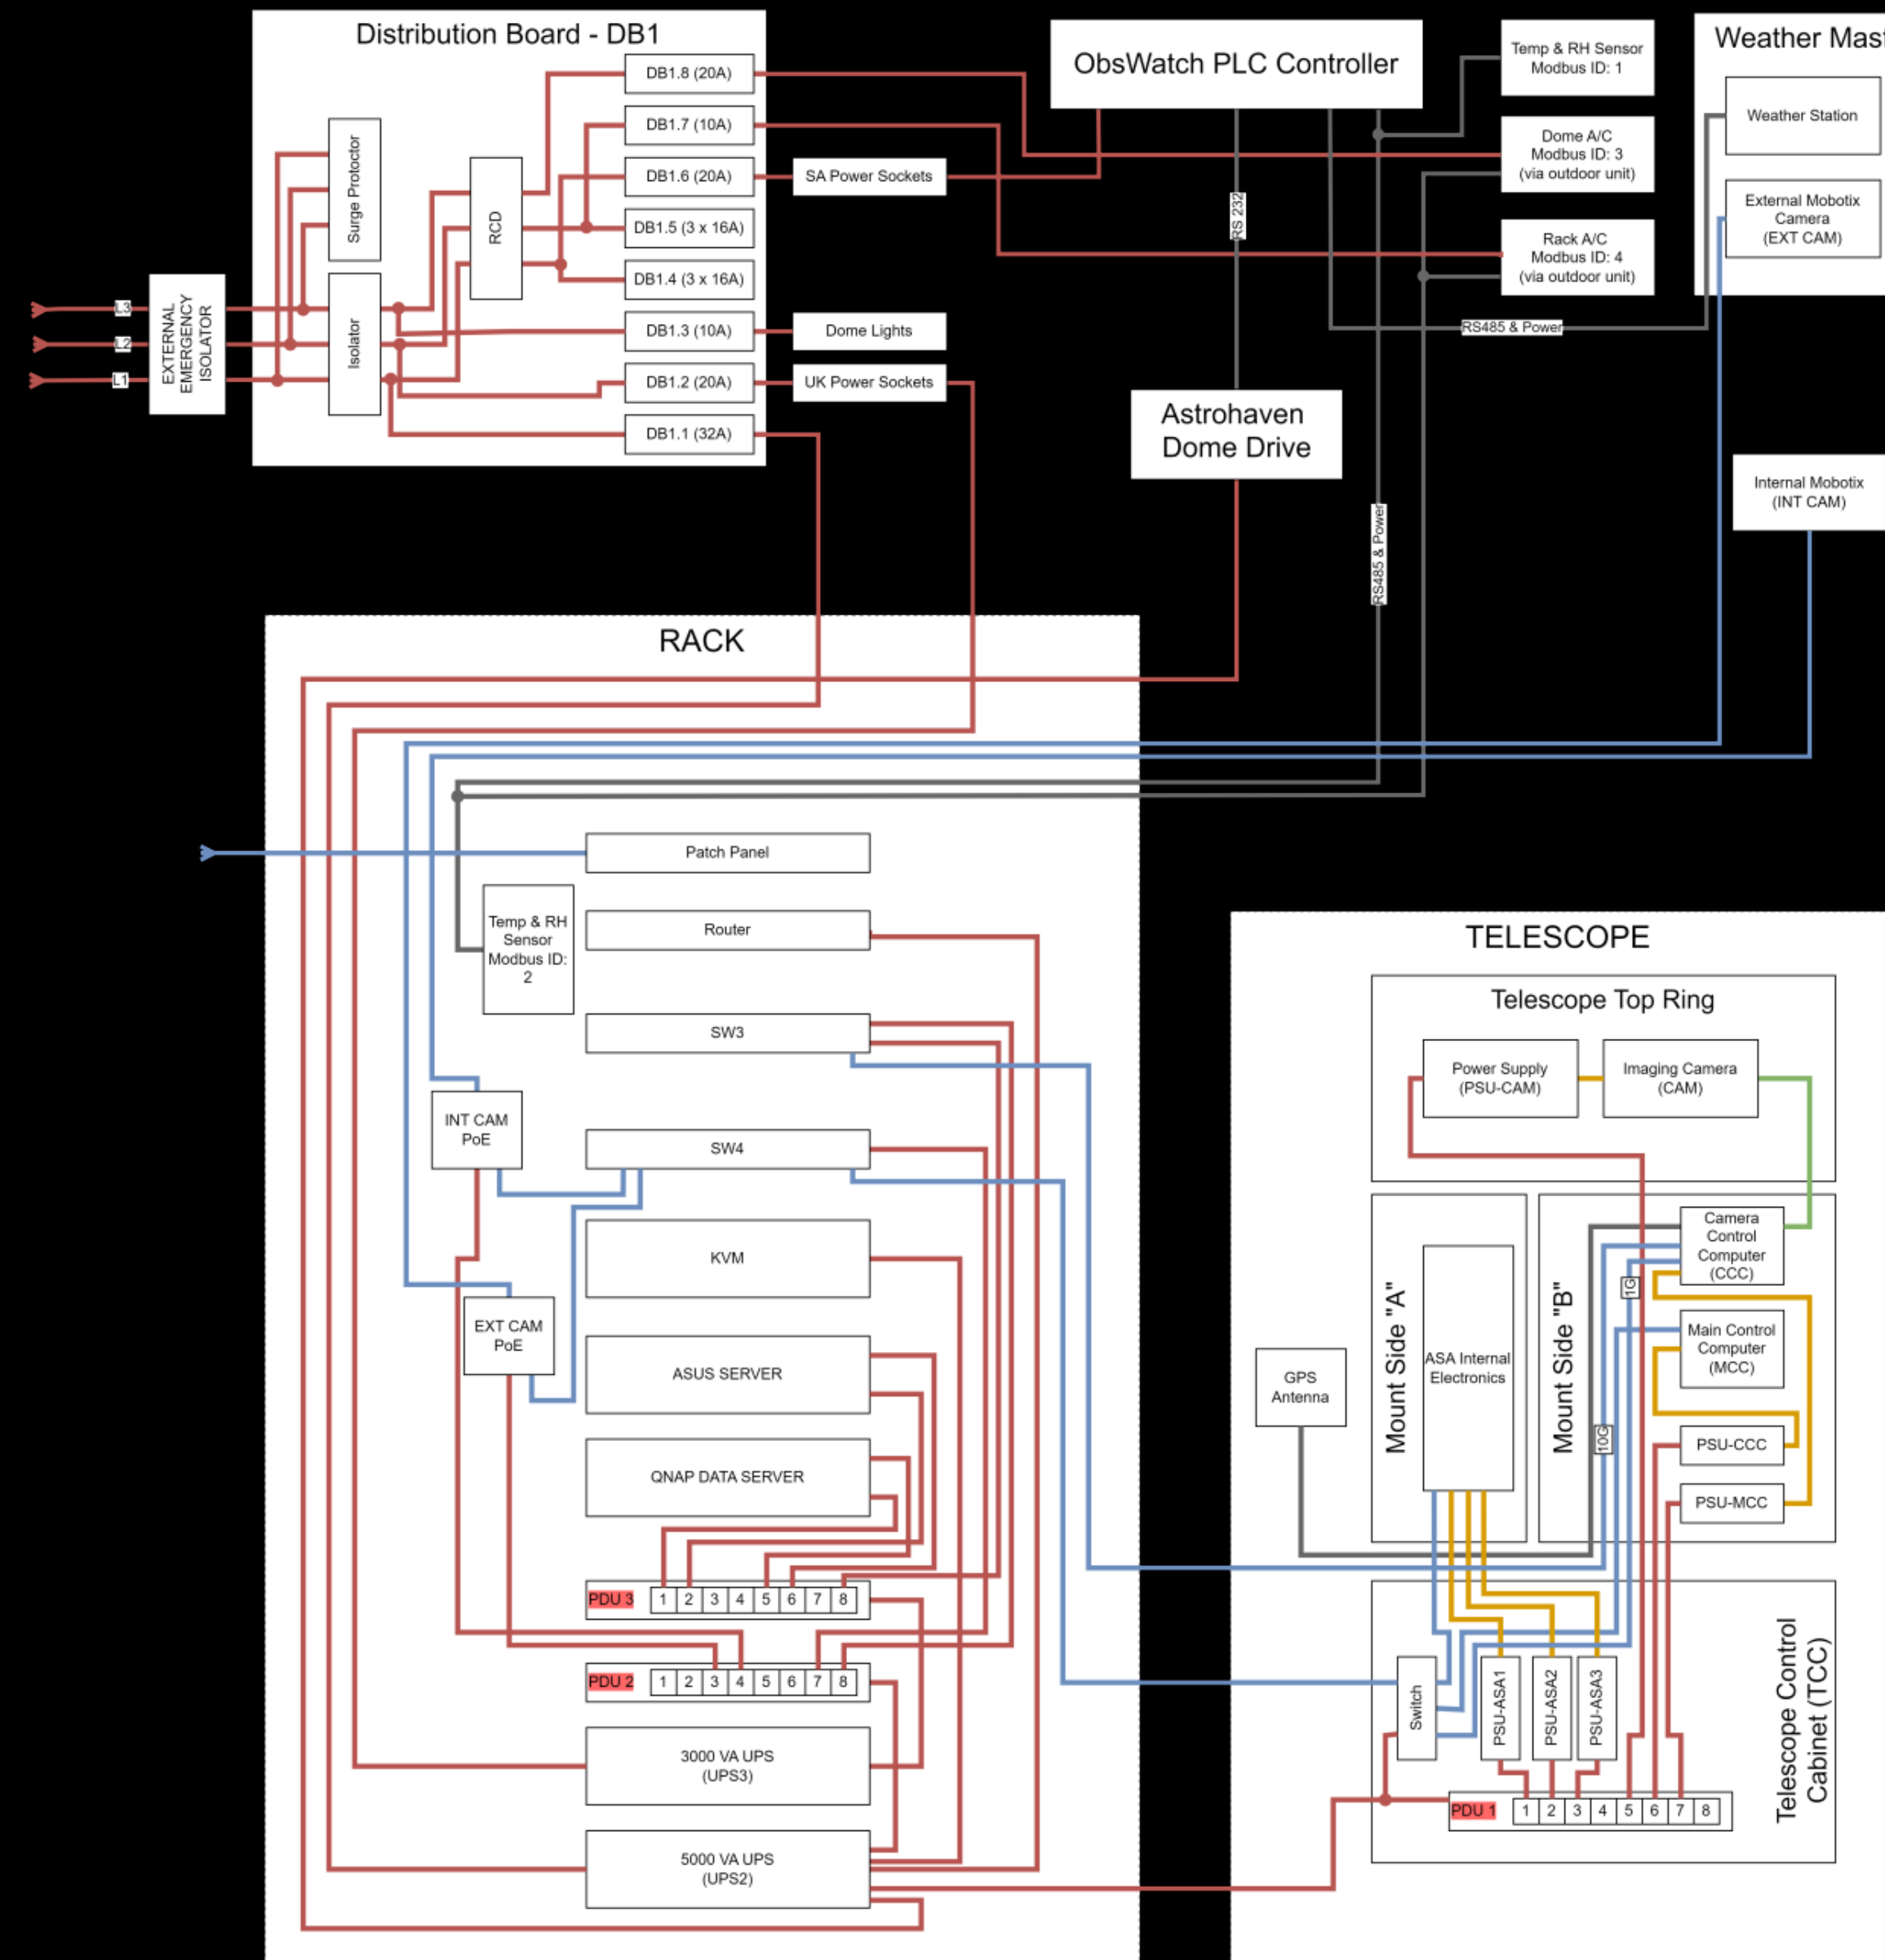 Distribution Board - DB1
DB1.8 (20A)
DB1.7 (10A)
DB1.6 (20A)
DB1.5 (3 x 16A)
DB1.4 (3 x 16A)
DB1.3 (10A)
DB1.2 (20A)
DB1.1 (32A)
Surge Protoctor
RCD
Isolator
EXTERNAL
EMERGENCY
ISOLATOR
L3
L2
L1
SA Power Sockets
Dome Lights
UK Power Sockets
ObsWatch PLC Controller
RS 232
Astrohaven
Dome Drive
RS485 & Power
RS485 & Power
Temp & RH Sensor
Modbus ID: 1
Dome A/C
Modbus ID: 3
(via outdoor unit)
Rack A/C
Modbus ID: 4
(via outdoor unit)
Weather Mast
Weather Station
External Mobotix
Camera
(EXT CAM)
Internal Mobotix
(INT CAM)
RACK
Patch Panel
Temp & RH
Sensor
Modbus ID:
2
Router
SW3
INT CAM
PoE
SW4
KVM
EXT CAM
PoE
ASUS SERVER
QNAP DATA SERVER
PDU 3
1 2 3 4 5 6 7 8
PDU 2
1 2 3 4 5 6 7 8
3000 VA UPS
(UPS3)
5000 VA UPS
(UPS2)
TELESCOPE
Telescope Top Ring
Power Supply
(PSU-CAM)
Imaging Camera
(CAM)
Mount Side "A"
ASA Internal
Electronics
GPS
Antenna
Mount Side "B"
1G
10G
Camera
Control
Computer
(CCC)
Main Control
Computer
(MCC)
PSU-CCC
PSU-MCC
Switch
PSU-ASA1
PSU-ASA2
PSU-ASA3
Telescope Control
Cabinet (TCC)
PDU 1
1 2 3 4 5 6 7 8